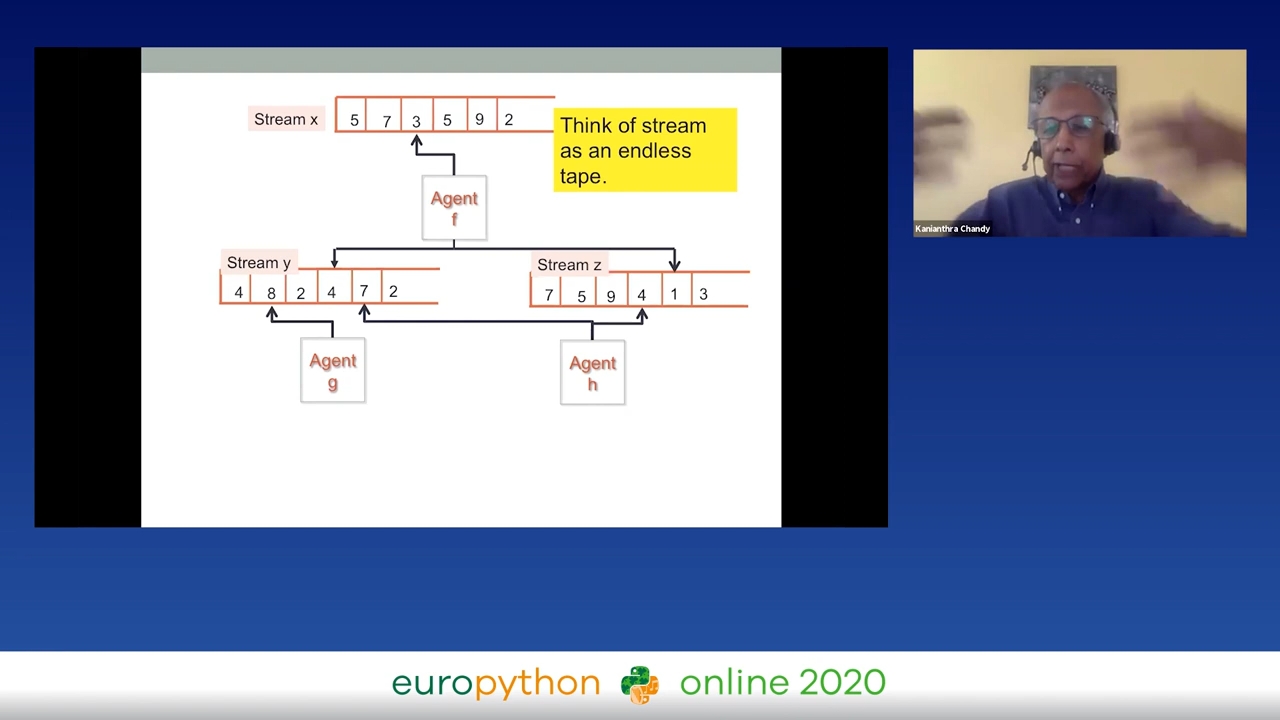 Stream x
5 7 3 5 9 2
Think of stream
as an endless
tape.
Agent
f
Stream y
4 8 2 4 7 2
Stream z
7 5 9 4 1 3
Agent
g
Agent
h
Kanianthra Chandy
europython online 2020